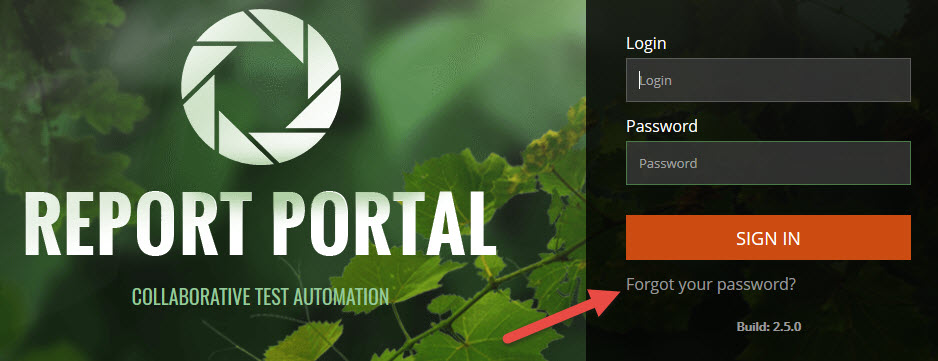 REPORT PORTAL
COLLABORATIVE TEST AUTOMATION
Login
Login
Password
Password
SIGN IN
Forgot your password?
Build: 2.5.0